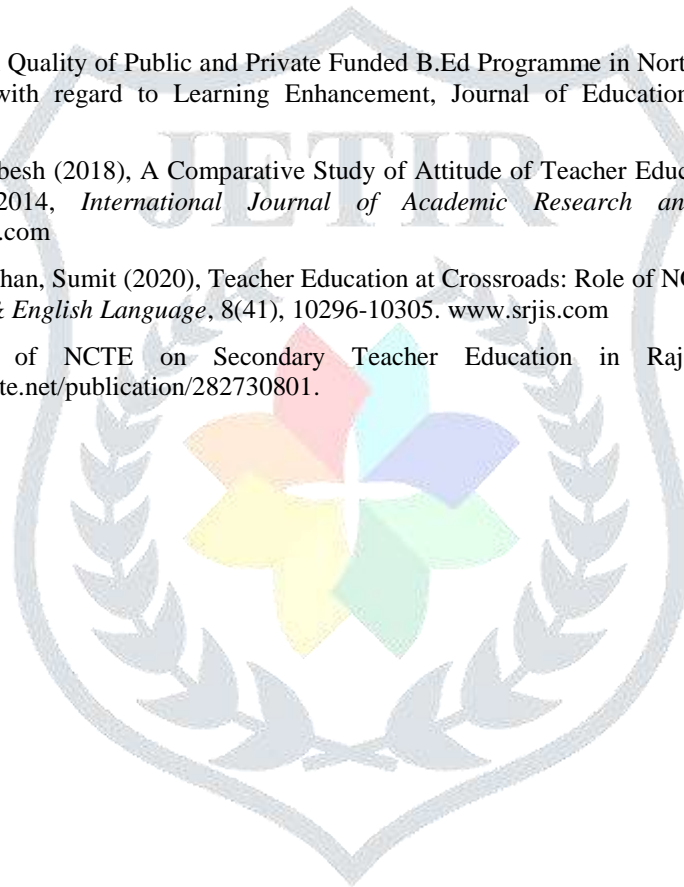 Quality of Public and Private Funded B.Ed Programme in Nort
with regard to Learning Enhancement, Journal of Education
JETIR
besh (2018), A Comparative Study of Attitude of Teacher Educ
2014, International Journal of Academic Research an
.com
han, Sumit (2020), Teacher Education at Crossroads: Role of NC
& English Language, 8(41), 10296-10305. www.srjis.com
of NCTE on Secondary Teacher Education in Raj
te.net/publication/282730801.